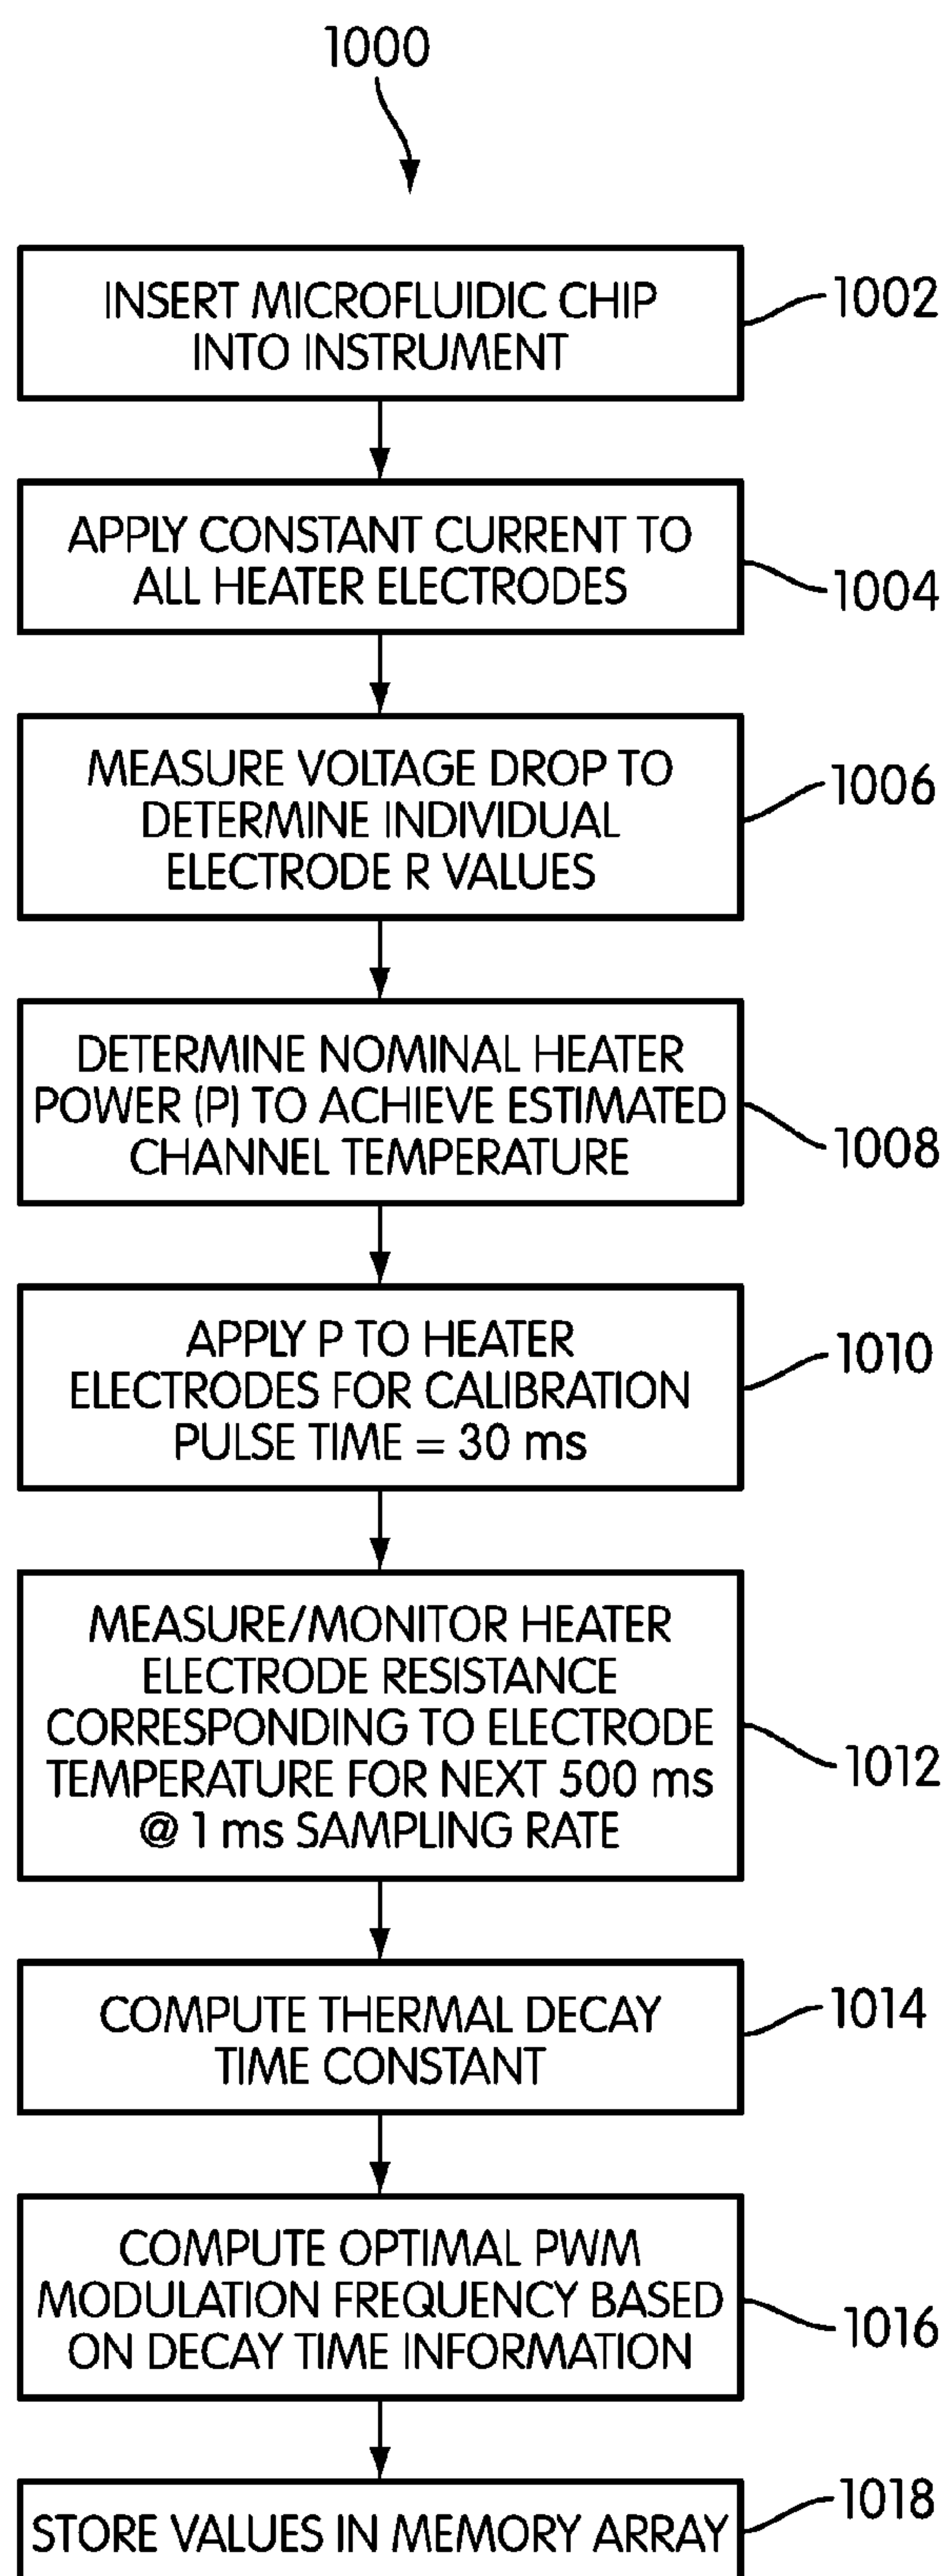 1000
INSERT MICROFLUIDIC CHIP
INTO INSTRUMENT
1002
APPLY CONSTANT CURRENT TO
ALL HEATER ELECTRODES
1004
MEASURE VOLTAGE DROP TO
DETERMINE INDIVIDUAL
ELECTRODE R VALUES
1006
DETERMINE NOMINAL HEATER
POWER (P) TO ACHIEVE ESTIMATED
CHANNEL TEMPERATURE
1008
APPLY P TO HEATER
ELECTRODES FOR CALIBRATION
PULSE TIME = 30 ms
1010
MEASURE/MONITOR HEATER
ELECTRODE RESISTANCE
CORRESPONDING TO ELECTRODE
TEMPERATURE FOR NEXT 500 ms
@ 1 ms SAMPLING RATE
1012
COMPUTE THERMAL DECAY
TIME CONSTANT
1014
COMPUTE OPTIMAL PWM
MODULATION FREQUENCY BASED
ON DECAY TIME INFORMATION
1016
STORE VALUES IN MEMORY ARRAY
1018